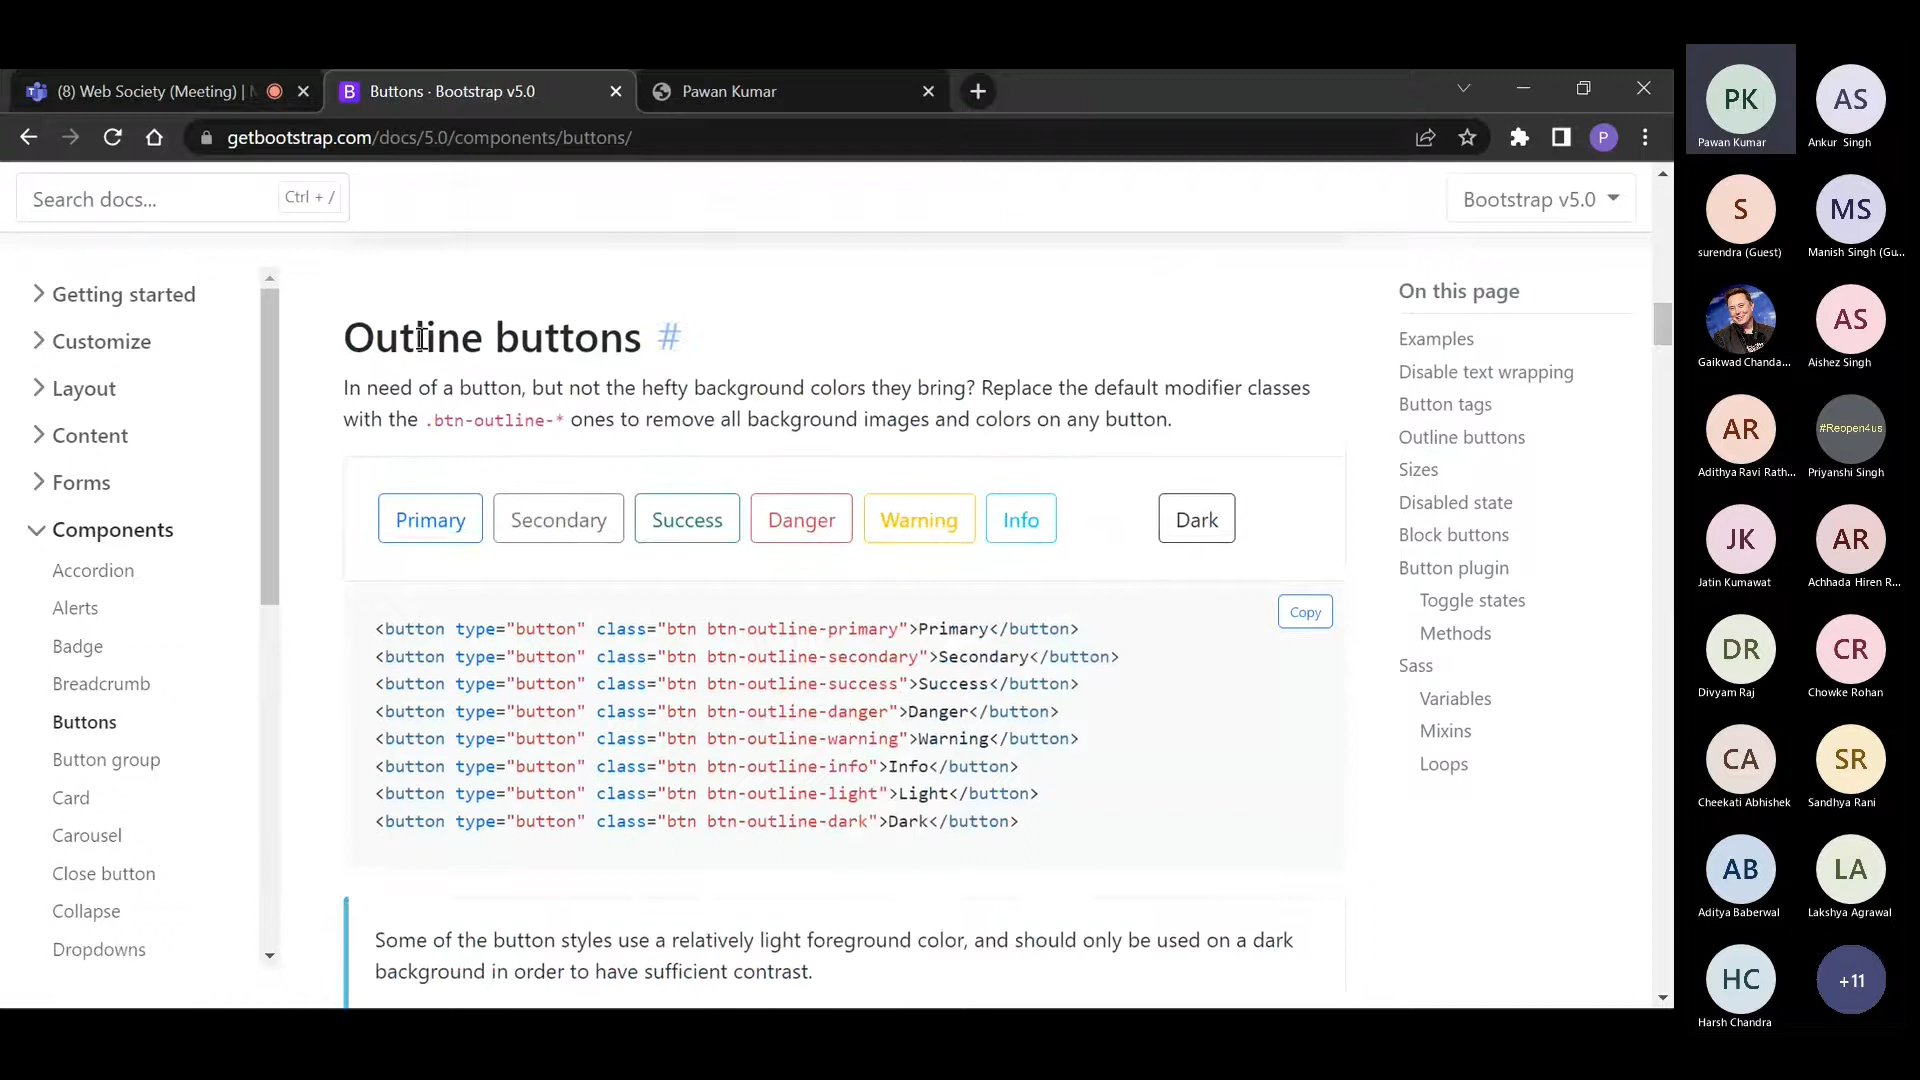 (8) Web Society (Meeting) |
Buttons · Bootstrap v5.0
Pawan Kumar
getbootstrap.com/docs/5.0/components/buttons/
P
Search docs...
Ctrl + /
Bootstrap v5.0
Getting started
Customize
Layout
Content
Forms
Components
Accordion
Alerts
Badge
Breadcrumb
Buttons
Button group
Card
Carousel
Close button
Collapse
Dropdowns
Outline buttons #
In need of a button, but not the hefty background colors they bring? Replace the default modifier classes
with the .btn-outline-* ones to remove all background images and colors on any button.
Primary Secondary Success Danger Warning Info Dark
Copy
<button type="button" class="btn btn-outline-primary">Primary</button>
<button type="button" class="btn btn-outline-secondary">Secondary</button>
<button type="button" class="btn btn-outline-success">Success</button>
<button type="button" class="btn btn-outline-danger">Danger</button>
<button type="button" class="btn btn-outline-warning">Warning</button>
<button type="button" class="btn btn-outline-info">Info</button>
<button type="button" class="btn btn-outline-light">Light</button>
<button type="button" class="btn btn-outline-dark">Dark</button>
Some of the button styles use a relatively light foreground color, and should only be used on a dark
background in order to have sufficient contrast.
On this page
Examples
Disable text wrapping
Button tags
Outline buttons
Sizes
Disabled state
Block buttons
Button plugin
Toggle states
Methods
Sass
Variables
Mixins
Loops
PK
Pawan Kumar
AS
Ankur Singh
S
surendra (Guest)
MS
Manish Singh (Gu...
Gaikwad Chanda...
AS
Aishez Singh
AR
Adithya Ravi Rath...
#Reopen4us
Priyanshi Singh
JK
Jatin Kumawat
AR
Achhada Hiren R...
DR
Divyam Raj
CR
Chowke Rohan
CA
Cheekati Abhishek
SR
Sandhya Rani
AB
Aditya Baberwal
LA
Lakshya Agrawal
HC
Harsh Chandra
+11